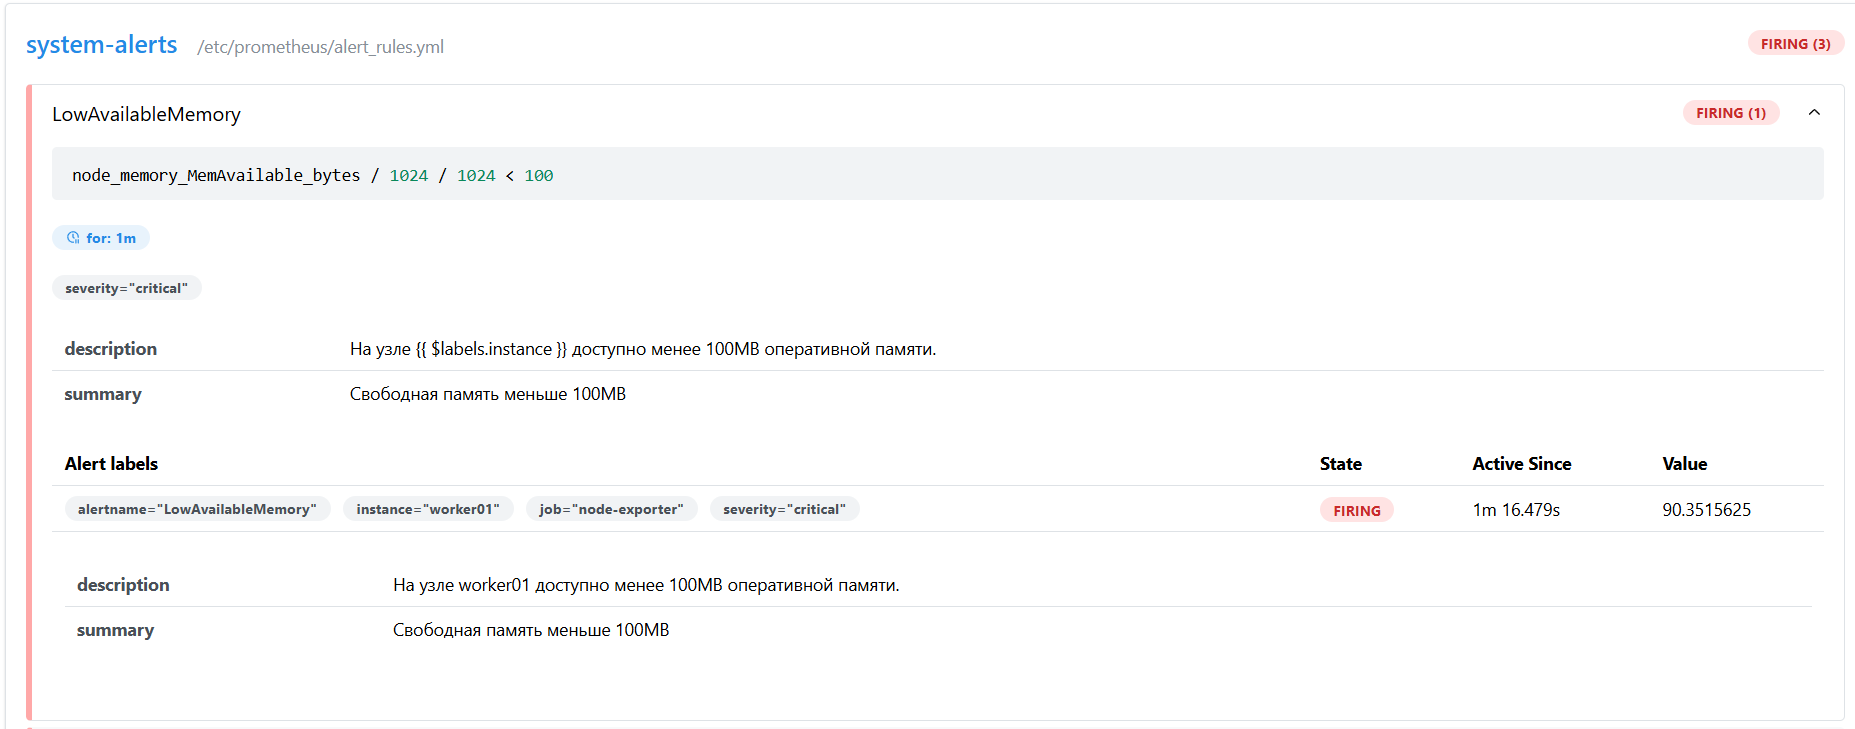 system-alerts /etc/prometheus/alert_rules.yml FIRING (3)
LowAvailableMemory FIRING (1)
node_memory_MemAvailable_bytes / 1024 / 1024 < 100
for: 1m
severity="critical"
description На узле {{ $labels.instance }} доступно менее 100MB оперативной памяти.
summary Свободная память меньше 100MB
Alert labels State Active Since Value
alertname="LowAvailableMemory" instance="worker01" job="node-exporter" severity="critical" FIRING 1m 16.479s 90.3515625
description На узле worker01 доступно менее 100MB оперативной памяти.
summary Свободная память меньше 100MB